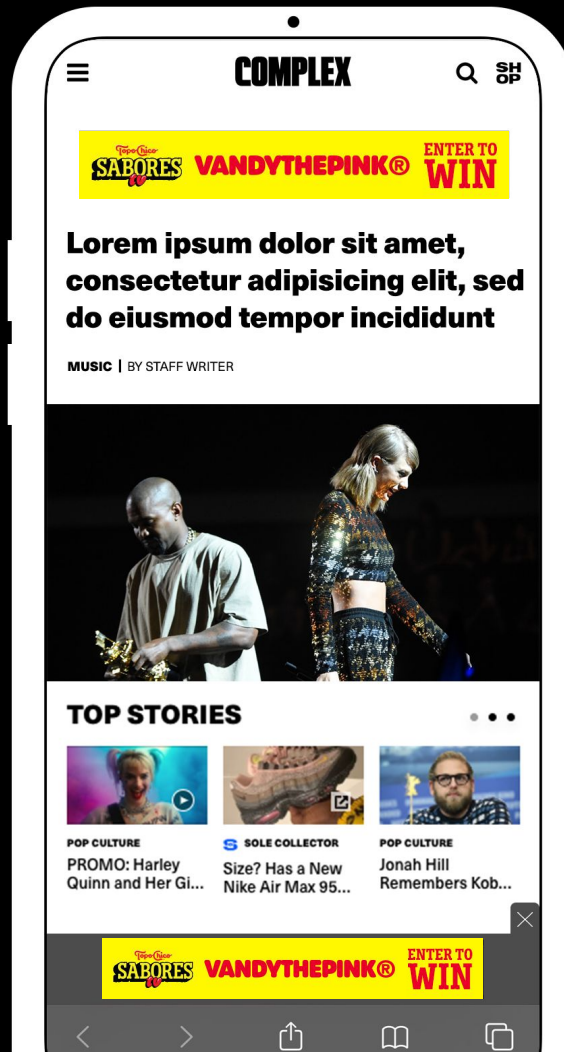 COMPLEX
SH
OP
Topo-Chico
SABORES
VANDYTHEPINK®
ENTER TO
WIN
Lorem ipsum dolor sit amet,
consectetur adipisicing elit, sed
do eiusmod tempor incididunt
MUSIC | BY STAFF WRITER
TOP STORIES
POP CULTURE
PROMO: Harley
Quinn and Her Gi...
S SOLE COLLECTOR
Size? Has a New
Nike Air Max 95...
POP CULTURE
Jonah Hill
Remembers Kob...
Topo-Chico
SABORES
VANDYTHEPINK®
ENTER TO
WIN